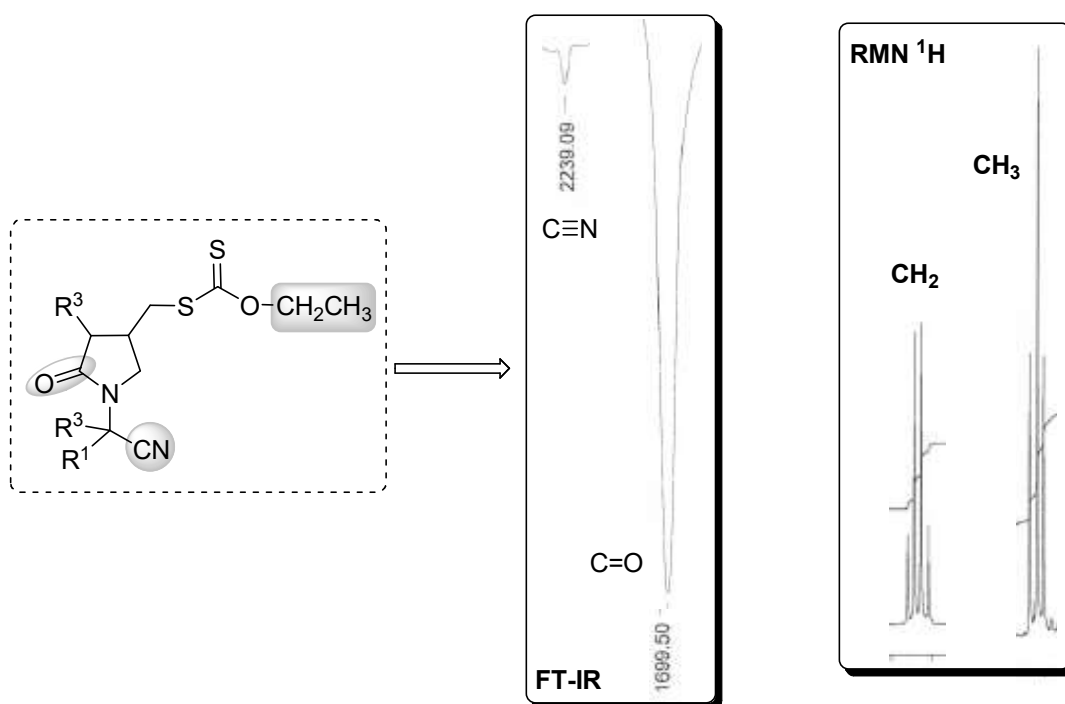 S
R³
S
O
CH₂CH₃
O
N
R³
R¹
CN
2239.09
C≡N
C=O
1699.50
FT-IR
RMN ¹H
CH₃
CH₂